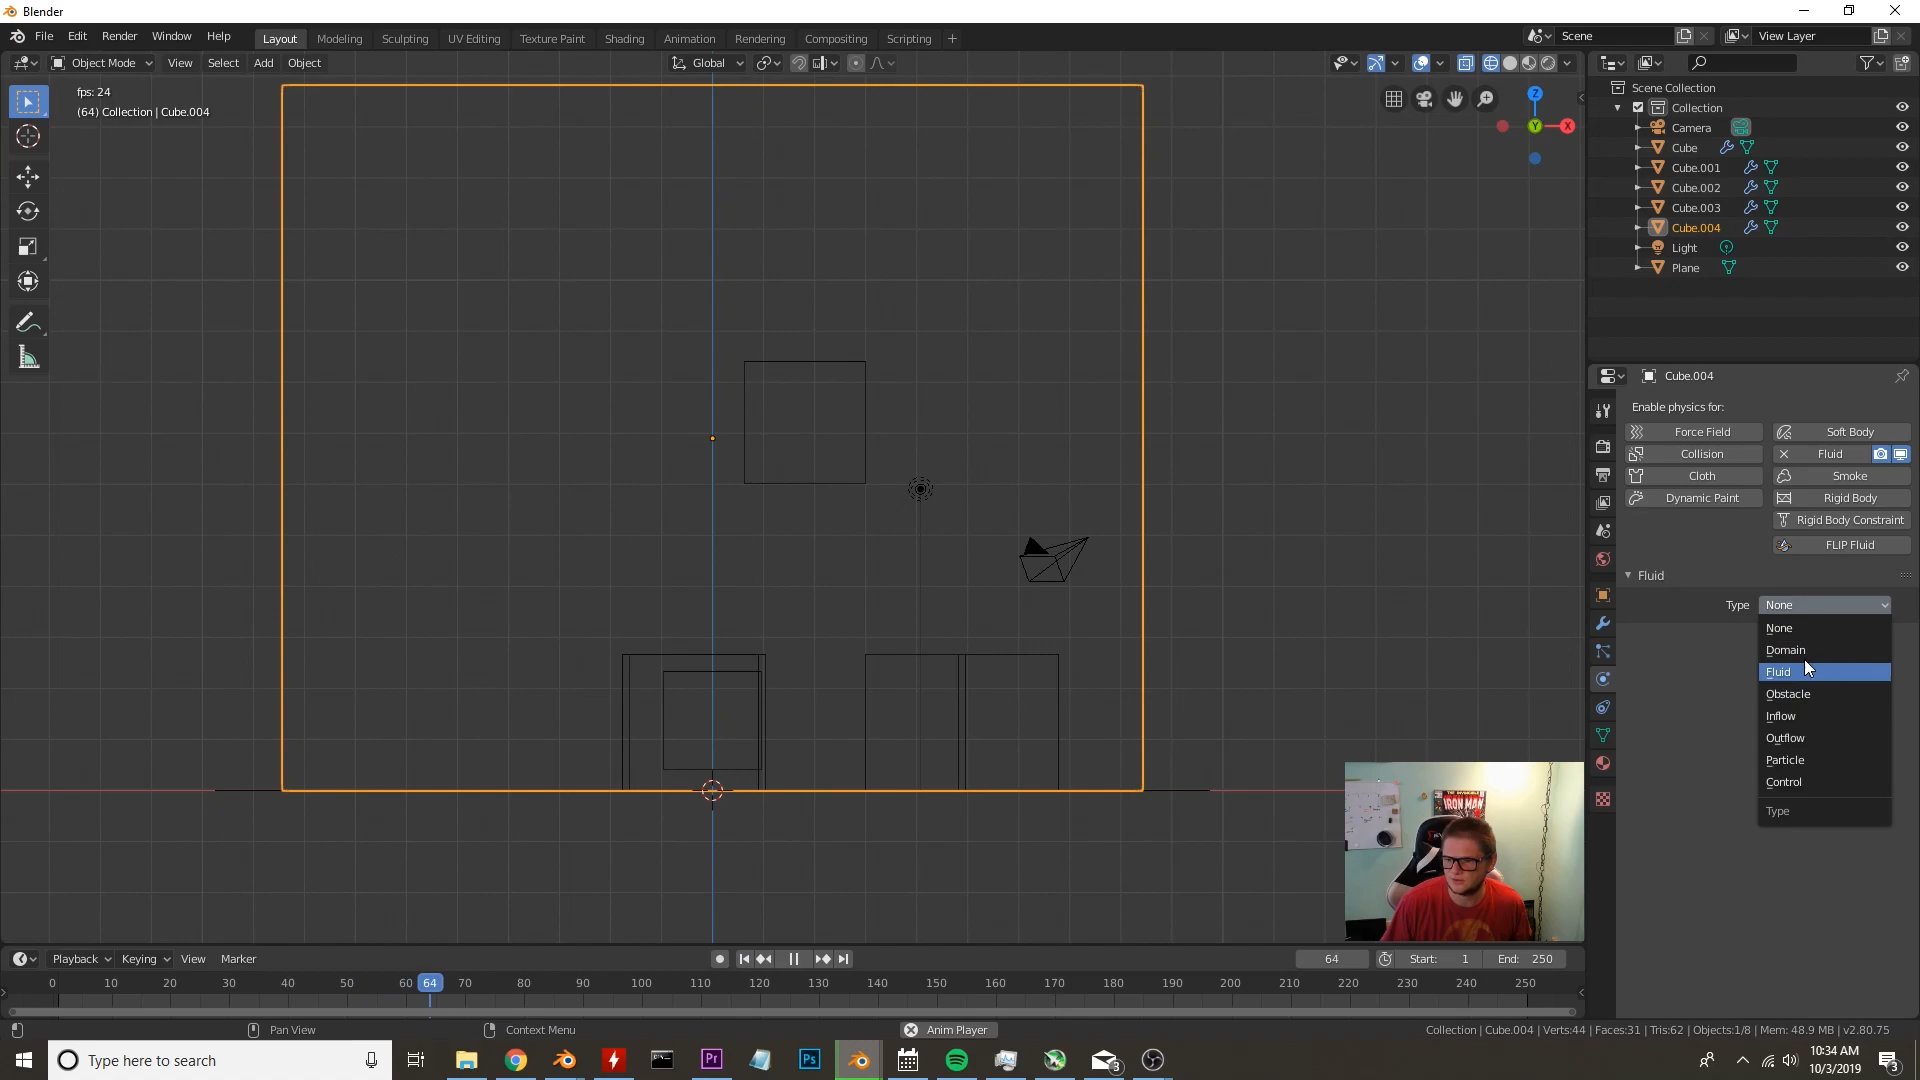 Blender
File Edit Render Window Help
Layout Modeling Sculpting UV Editing Texture Paint Shading Animation Rendering Compositing Scripting
Scene
View Layer
Object Mode View Select Add Object
Global
fps: 24
(64) Collection | Cube.004
Z
Y
X
Scene Collection
Collection
Camera
Cube
Cube.001
Cube.002
Cube.003
Cube.004
Light
Plane
Cube.004
Enable physics for:
Force Field Soft Body
Collision Fluid
Cloth Smoke
Dynamic Paint Rigid Body
Rigid Body Constraint
FLIP Fluid
Fluid
Type None
None
Domain
Fluid
Obstacle
Inflow
Outflow
Particle
Control
Type
IRON MAN
Playback Keying View Marker
64 Start: 1 End: 250
0 10 20 30 40 50 60 64 70 80 90 100 110 120 130 140 150 160 170 180 190 200 210 220 230 240 250
Pan View Context Menu Anim Player
Collection | Cube.004 | Verts:44 | Faces:31 | Tris:62 | Objects:1/8 | Mem: 48.9 MB | v2.80.75
Type here to search
Pr
Ps
3
10:34 AM
10/3/2019
3